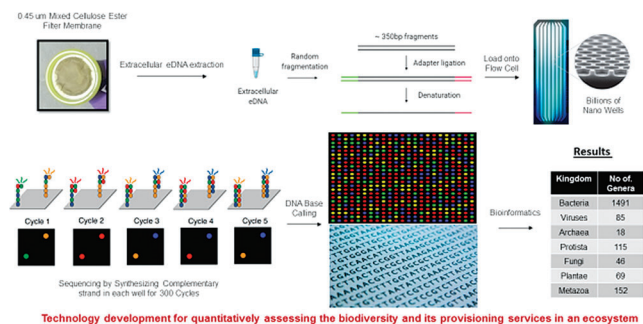 0.45 um Mixed Cellulose Ester
Filter Membrane
Extracellular eDNA extraction
Extracellular
eDNA
Random
fragmentation
~ 350bp fragments
Adapter ligation
Denaturation
Load onto
Flow Cell
Billions of
Nano Wells
Cycle 1
Cycle 2
Cycle 3
Cycle 4
Cycle 5
Sequencing by Synthesizing Complementary
strand in each well for 300 Cycles
DNA Base
Calling
Bioinformatics
Results
Kingdom No of. Genera
Bacteria 1491
Viruses 85
Archaea 18
Protista 115
Fungi 46
Plantae 69
Metazoa 152
Technology development for quantitatively assessing the biodiversity and its provisioning services in an ecosystem